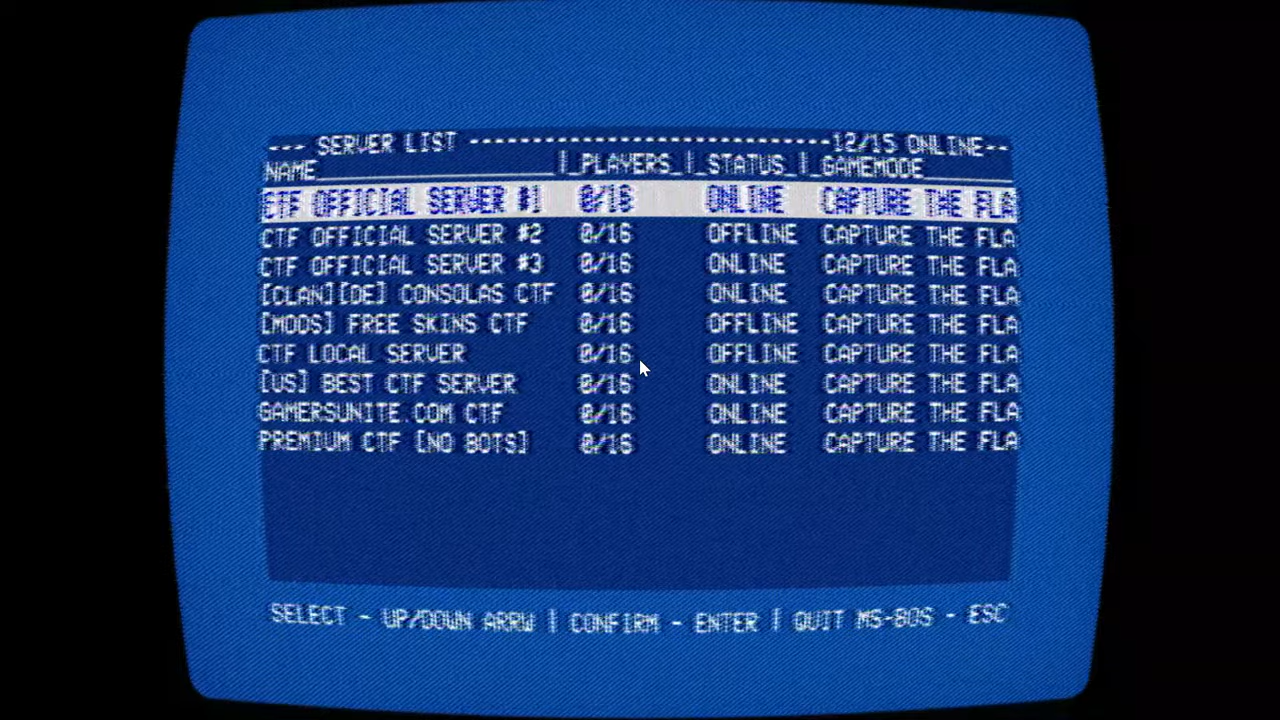 --- SERVER LIST -------------------------------12/15 ONLINE--
NAME____________________|_PLAYERS_|_STATUS_|_GAMEMODE________
CTF OFFICIAL SERVER #1 0/16 ONLINE CAPTURE THE FLA
CTF OFFICIAL SERVER #2 0/16 OFFLINE CAPTURE THE FLA
CTF OFFICIAL SERVER #3 0/16 ONLINE CAPTURE THE FLA
[CLAN][DE] CONSOLAS CTF 0/16 ONLINE CAPTURE THE FLA
[MODS] FREE SKINS CTF 0/16 OFFLINE CAPTURE THE FLA
CTF LOCAL SERVER 0/16 OFFLINE CAPTURE THE FLA
[US] BEST CTF SERVER 0/16 ONLINE CAPTURE THE FLA
GAMERSUNITE.COM CTF 0/16 ONLINE CAPTURE THE FLA
PREMIUM CTF [NO BOTS] 0/16 ONLINE CAPTURE THE FLA
SELECT - UP/DOWN ARRW | CONFIRM - ENTER | QUIT MS-BOS - ESC